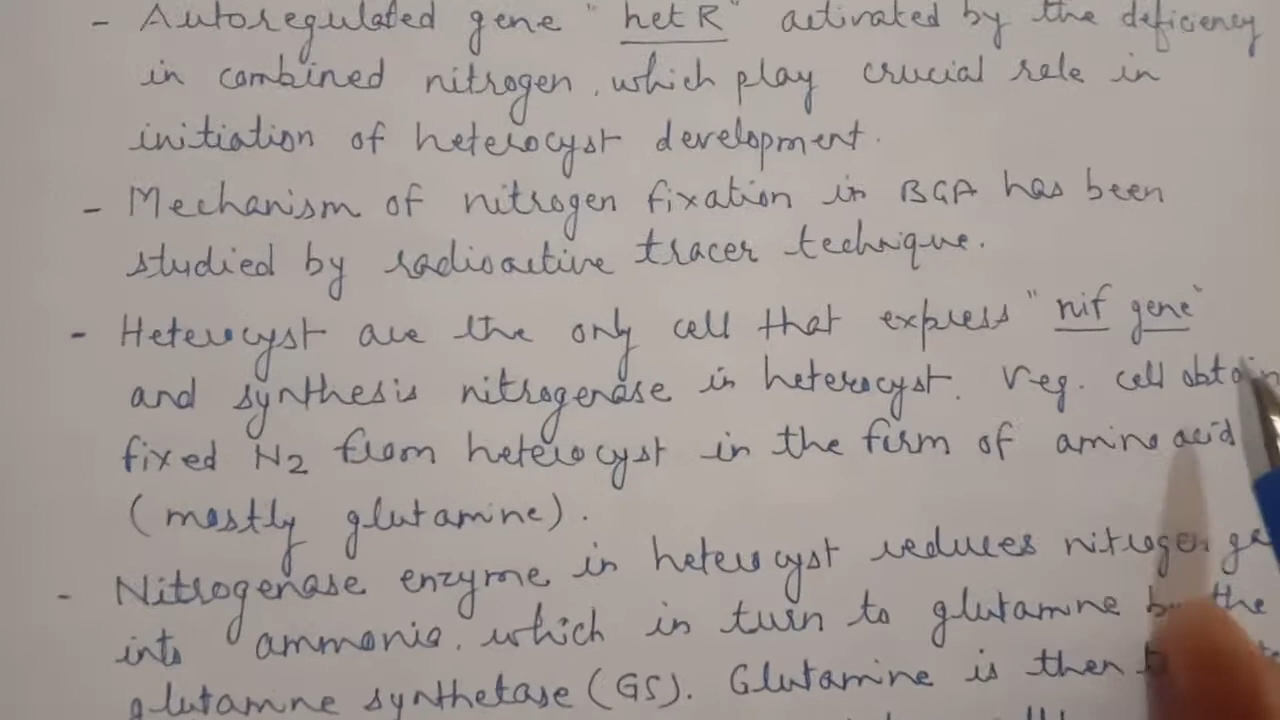 - Autoregulated gene "het R" activated by the deficiency
in combined nitrogen, which play crucial role in
initiation of heterocyst development.
- Mechanism of nitrogen fixation in BGA has been
studied by radioactive tracer technique.
- Heterocyst are the only cell that express "nif gene"
and synthesis nitrogenase in heterocyst. Veg. cell obtain
fixed N2 from heterocyst in the form of amino acid
(mostly glutamine).
- Nitrogenase enzyme in heterocyst reduces nitrogen
into ammonia, which in turn to glutamine the
glutamine synthetase (GS). Glutamine is then